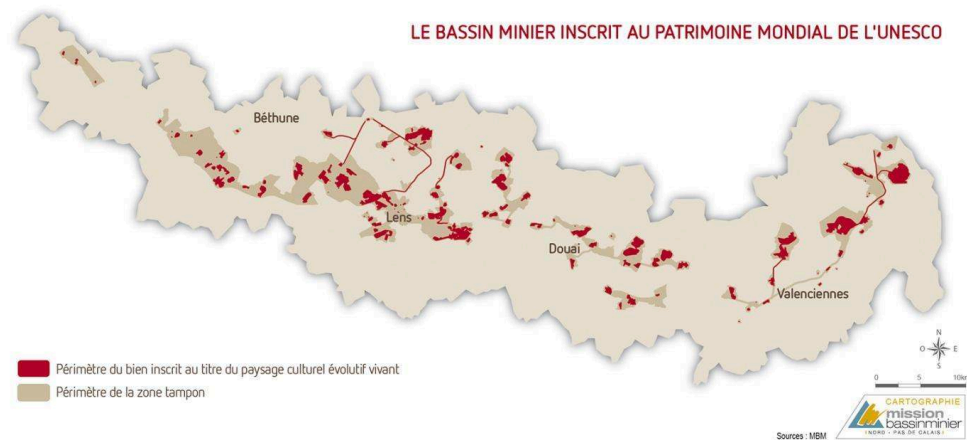 LE BASSIN MINIER INSCRIT AU PATRIMOINE MONDIAL DE L'UNESCO
Béthune
Lens
Douai
Valenciennes
Périmètre du bien inscrit au titre du paysage culturel évolutif vivant
Périmètre de la zone tampon
N
O E
S
0 5 10km
CARTOGRAPHIE
mission
bassinminier
NORD - PAS DE CALAIS
Sources : MBM